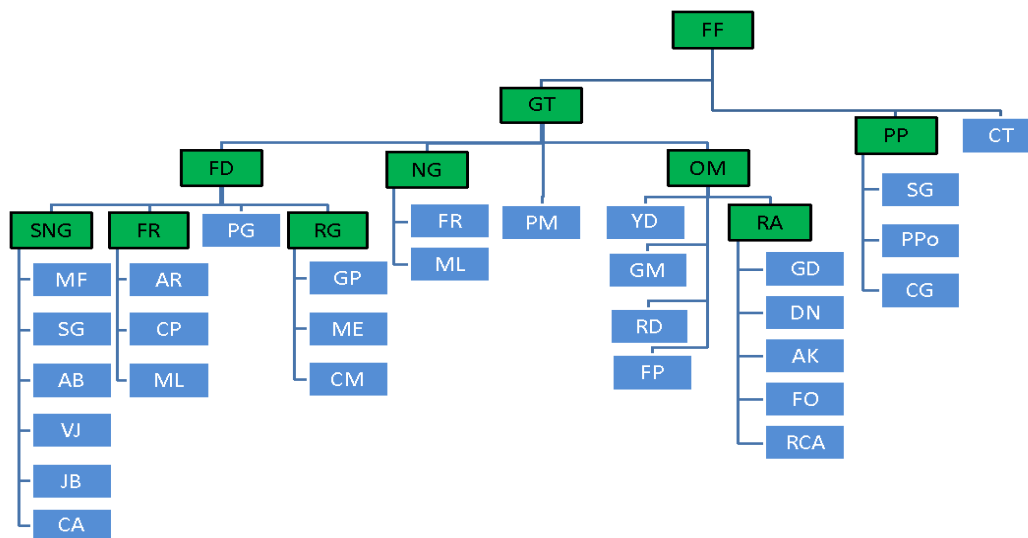 FF
GT
PP
CT
FD
NG
OM
SG
PPo
CG
SNG
FR
PG
RG
FR
ML
PM
YD
GM
RD
FP
RA
MF
SG
AB
VJ
JB
CA
AR
CP
ML
GP
ME
CM
GD
DN
AK
FO
RCA